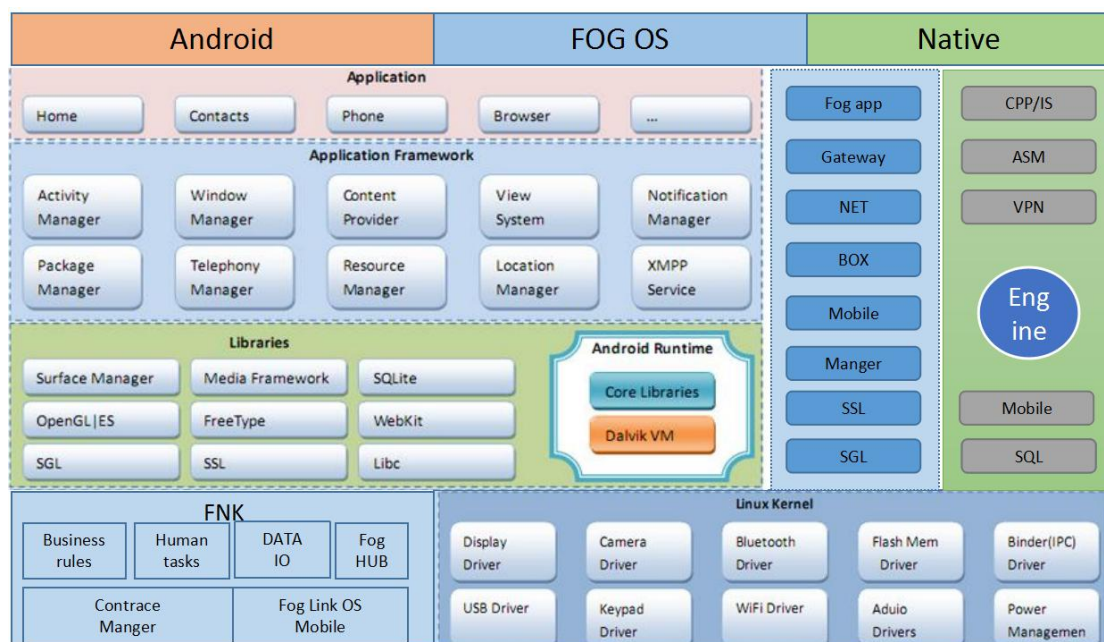 Android
FOG OS
Native
Application
Home
Contacts
Phone
Browser
...
Application Framework
Activity
Manager
Window
Manager
Content
Provider
View
System
Notification
Manager
Package
Manager
Telephony
Manager
Resource
Manager
Location
Manager
XMPP
Service
Libraries
Surface Manager
Media Framework
SQLite
OpenGL|ES
FreeType
WebKit
SGL
SSL
Libc
Android Runtime
Core Libraries
Dalvik VM
Fog app
Gateway
NET
BOX
Mobile
Manger
SSL
SGL
CPP/IS
ASM
VPN
Eng
ine
Mobile
SQL
FNK
Business
rules
Human
tasks
DATA
IO
Fog
HUB
Contrace
Manger
Fog Link OS
Mobile
Linux Kernel
Display
Driver
Camera
Driver
Bluetooth
Driver
Flash Mem
Driver
Binder(IPC)
Driver
USB Driver
Keypad
Driver
WiFi Driver
Aduio
Drivers
Power
Managemen